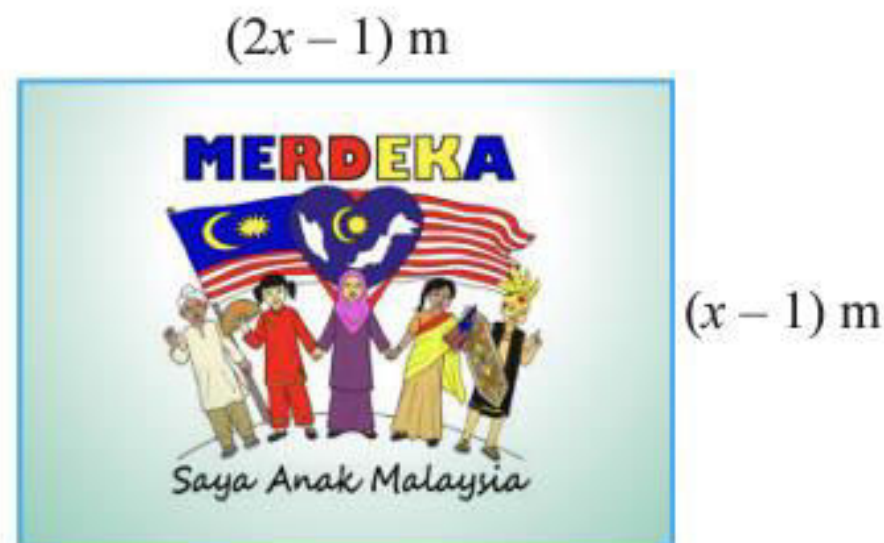 (2x – 1) m
MERDEKA
(x – 1) m
Saya Anak Malaysia